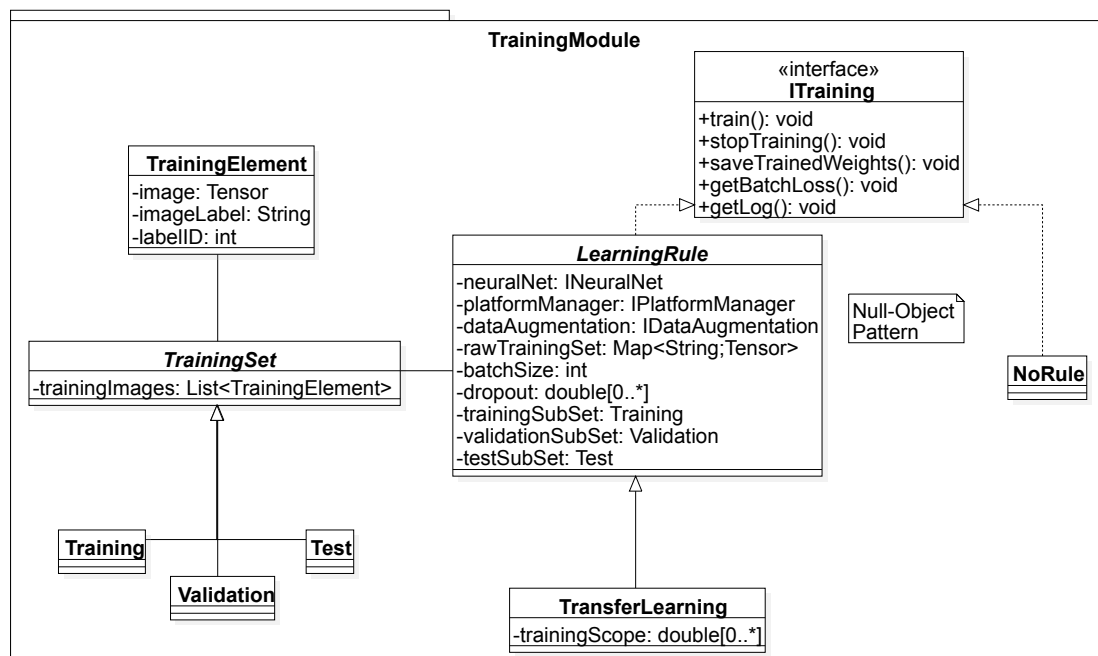 TrainingModule
«interface»
ITraining
+train(): void
+stopTraining(): void
+saveTrainedWeights(): void
+getBatchLoss(): void
+getLog(): void
TrainingElement
-image: Tensor
-imageLabel: String
-labelID: int
LearningRule
-neuralNet: INeuralNet
-platformManager: IPlatformManager
-dataAugmentation: IDataAugmentation
-rawTrainingSet: Map<String;Tensor>
-batchSize: int
-dropout: double[0..*]
-trainingSubSet: Training
-validationSubSet: Validation
-testSubSet: Test
Null-Object
Pattern
TrainingSet
-trainingImages: List<TrainingElement>
NoRule
Training
Test
Validation
TransferLearning
-trainingScope: double[0..*]